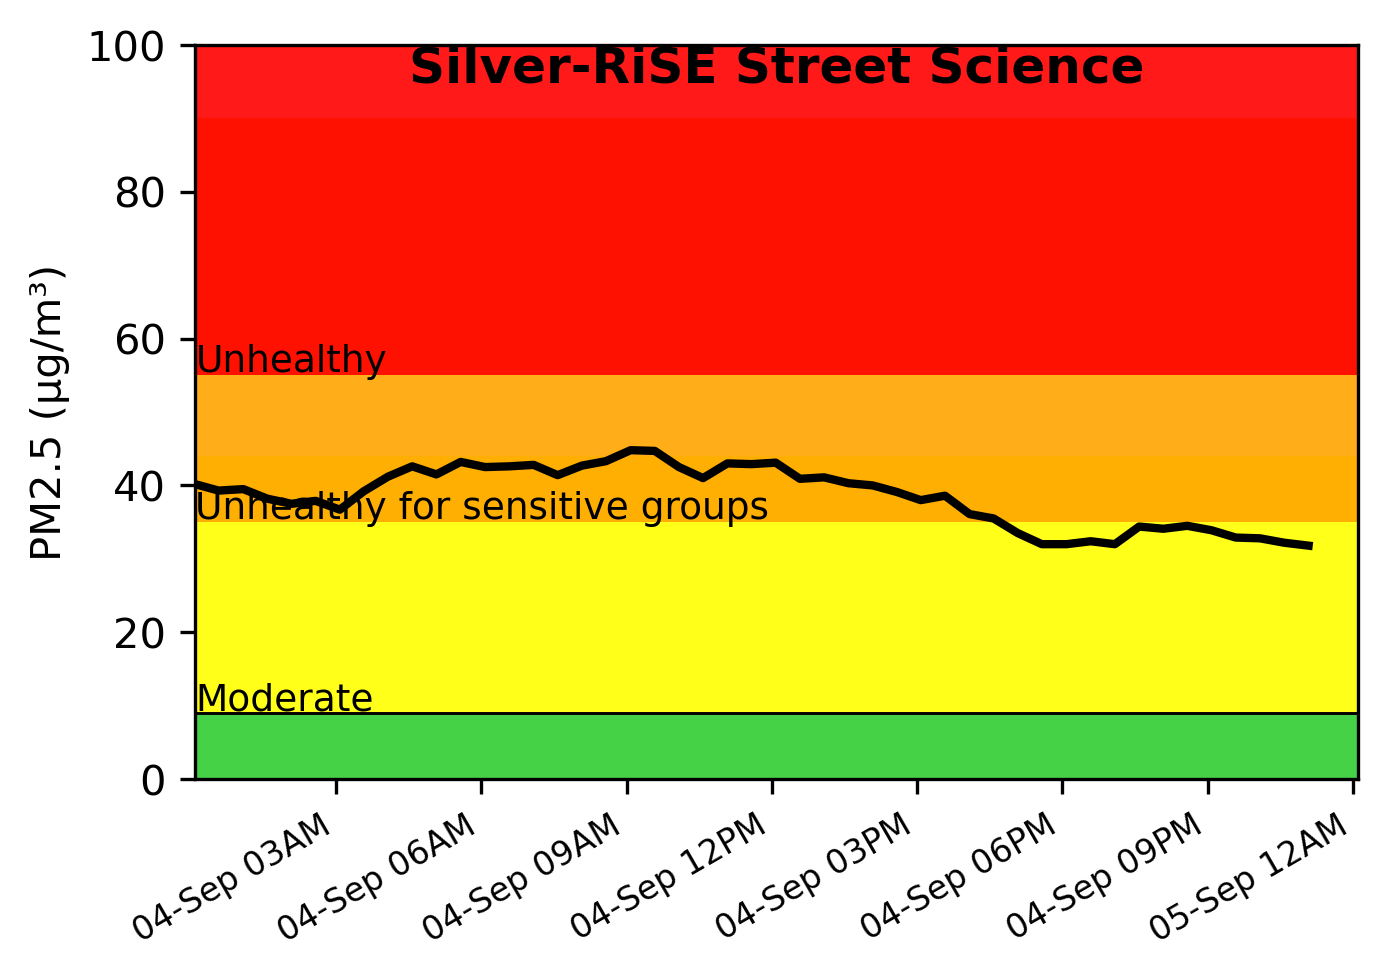 Silver-RiSE Street Science
PM2.5 (µg/m³)
100
80
60
40
20
0
Unhealthy
Unhealthy for sensitive groups
Moderate
04-Sep 03AM
04-Sep 06AM
04-Sep 09AM
04-Sep 12PM
04-Sep 03PM
04-Sep 06PM
04-Sep 09PM
05-Sep 12AM